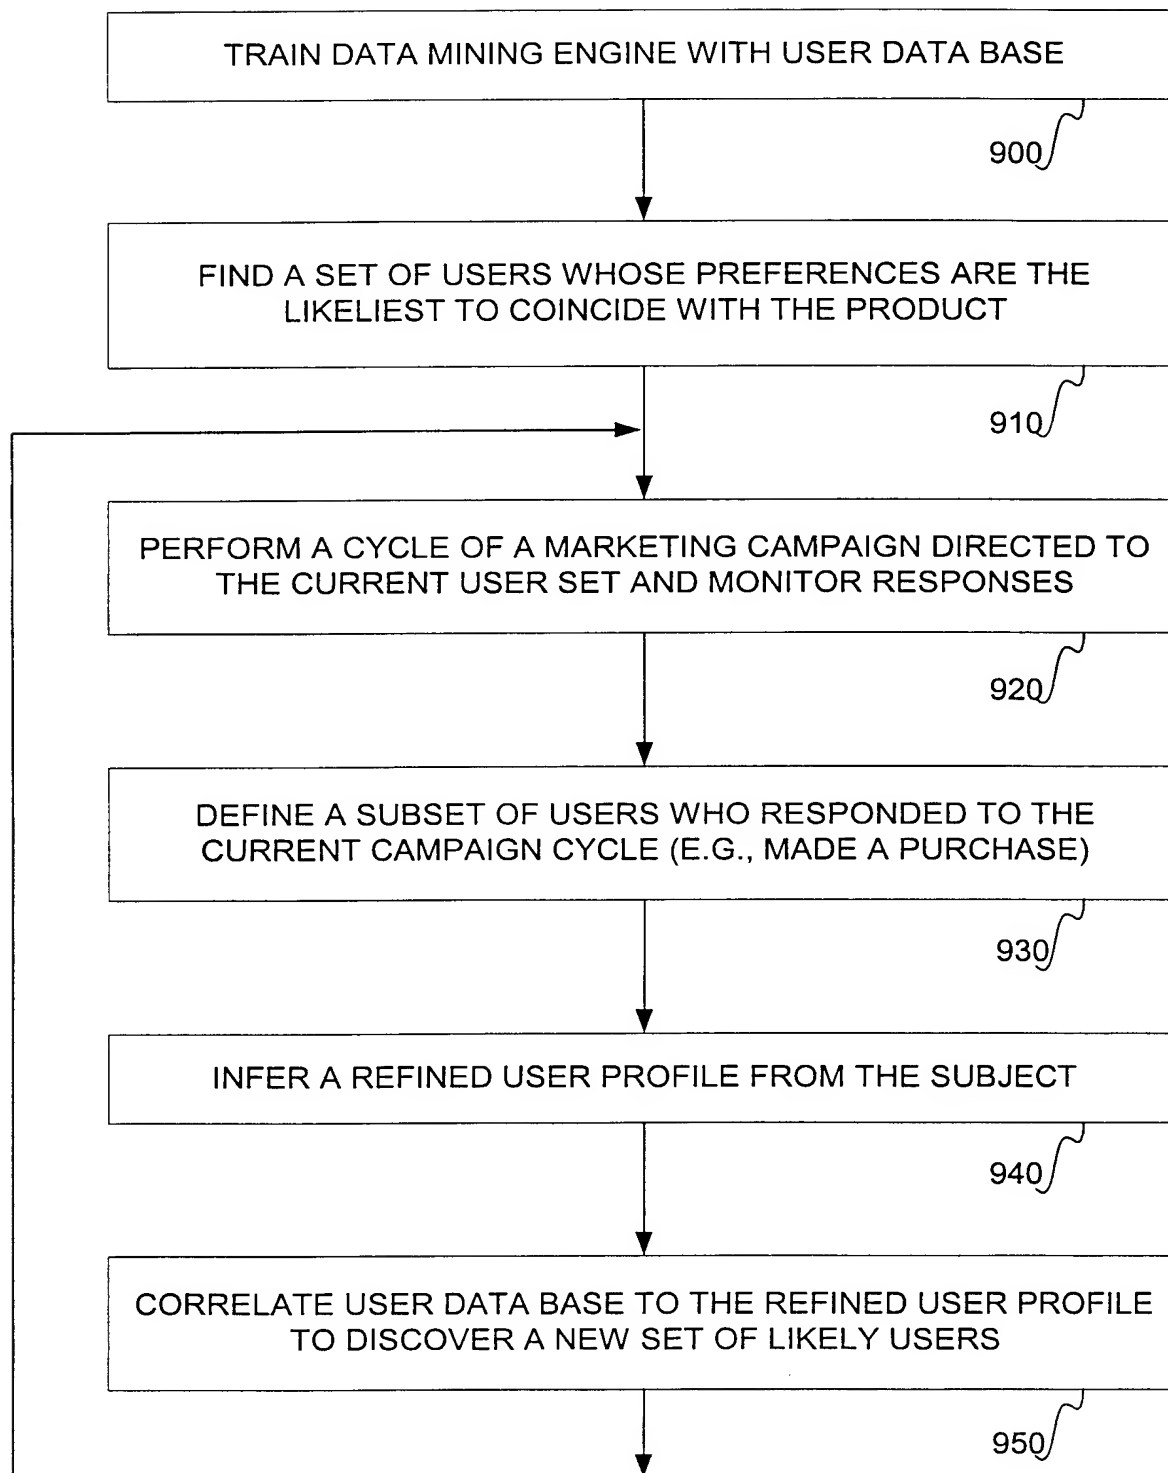 TRAIN DATA MINING ENGINE WITH USER DATA BASE
900
FIND A SET OF USERS WHOSE PREFERENCES ARE THE
LIKELIEST TO COINCIDE WITH THE PRODUCT
910
PERFORM A CYCLE OF A MARKETING CAMPAIGN DIRECTED TO
THE CURRENT USER SET AND MONITOR RESPONSES
920
DEFINE A SUBSET OF USERS WHO RESPONDED TO THE
CURRENT CAMPAIGN CYCLE (E.G., MADE A PURCHASE)
930
INFER A REFINED USER PROFILE FROM THE SUBJECT
940
CORRELATE USER DATA BASE TO THE REFINED USER PROFILE
TO DISCOVER A NEW SET OF LIKELY USERS
950